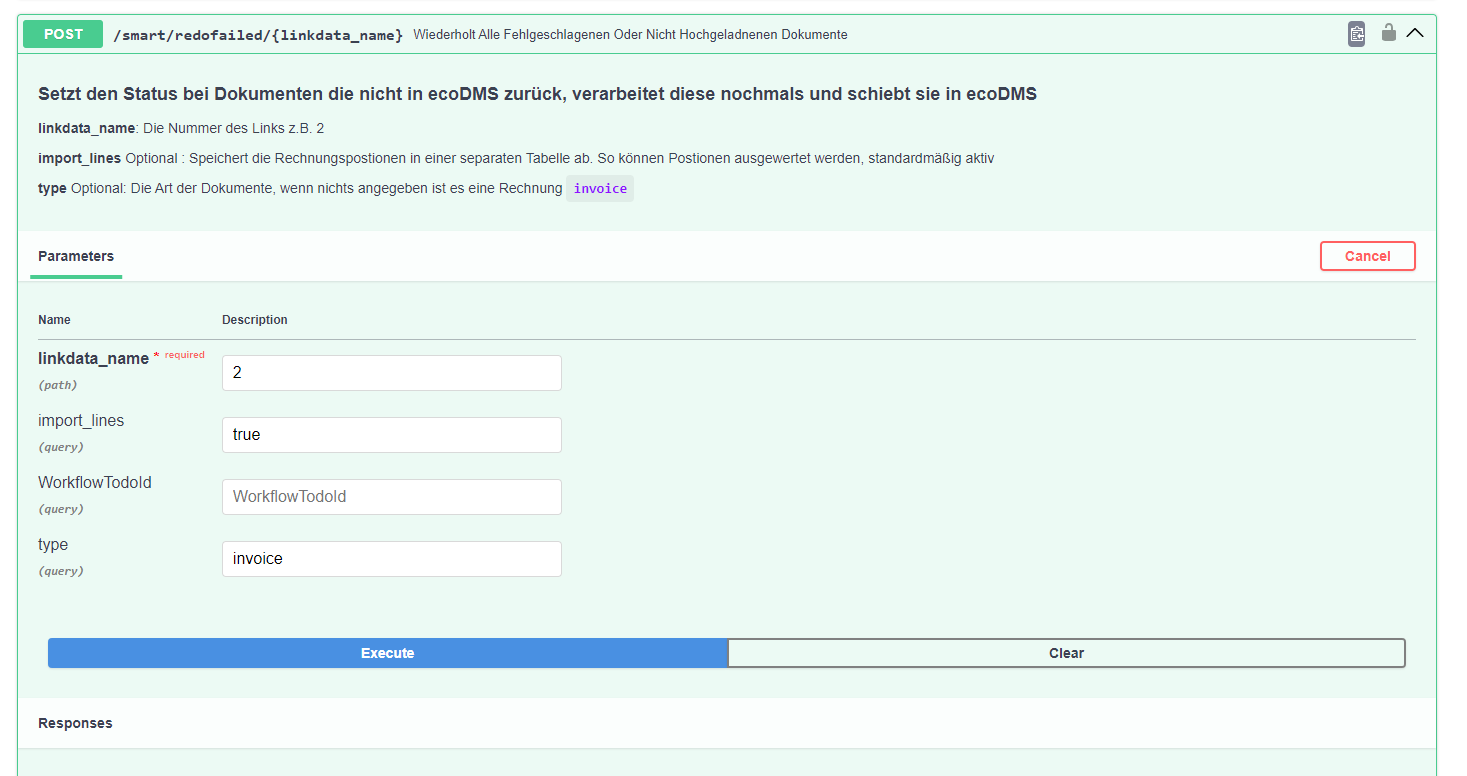 POST /smart/redofailed/{linkdata_name} Wiederholt Alle Fehlgeschlagenen Oder Nicht Hochgeladnenen Dokumente
Setzt den Status bei Dokumenten die nicht in ecoDMS zurück, verarbeitet diese nochmals und schiebt sie in ecoDMS
linkdata_name: Die Nummer des Links z.B. 2
import_lines Optional : Speichert die Rechnungspostionen in einer separaten Tabelle ab. So können Postionen ausgewertet werden, standardmäßig aktiv
type Optional: Die Art der Dokumente, wenn nichts angegeben ist es eine Rechnung invoice
Parameters Cancel
Name Description
linkdata_name * required
2
(path)
import_lines
true
(query)
WorkflowTodoId
WorkflowTodoId
(query)
type
invoice
(query)
Execute Clear
Responses